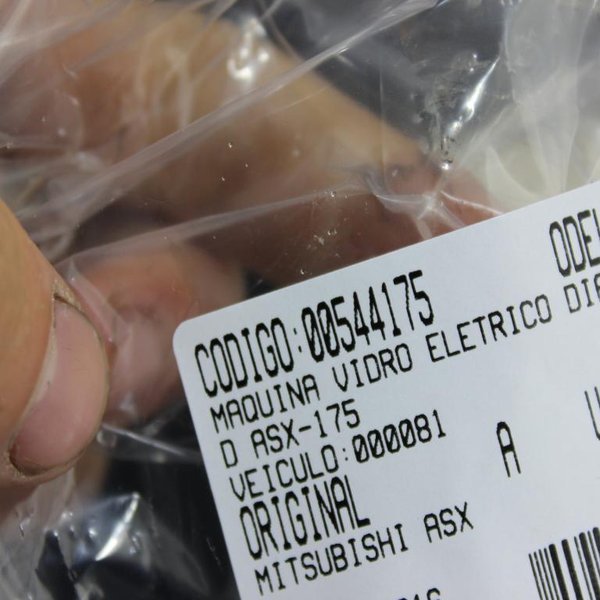 CODIGO:00544175
MAQUINA VIDRO ELETRICO
D ASX-175
VEICULO:000081
A
ORIGINAL
MITSUBISHI ASX